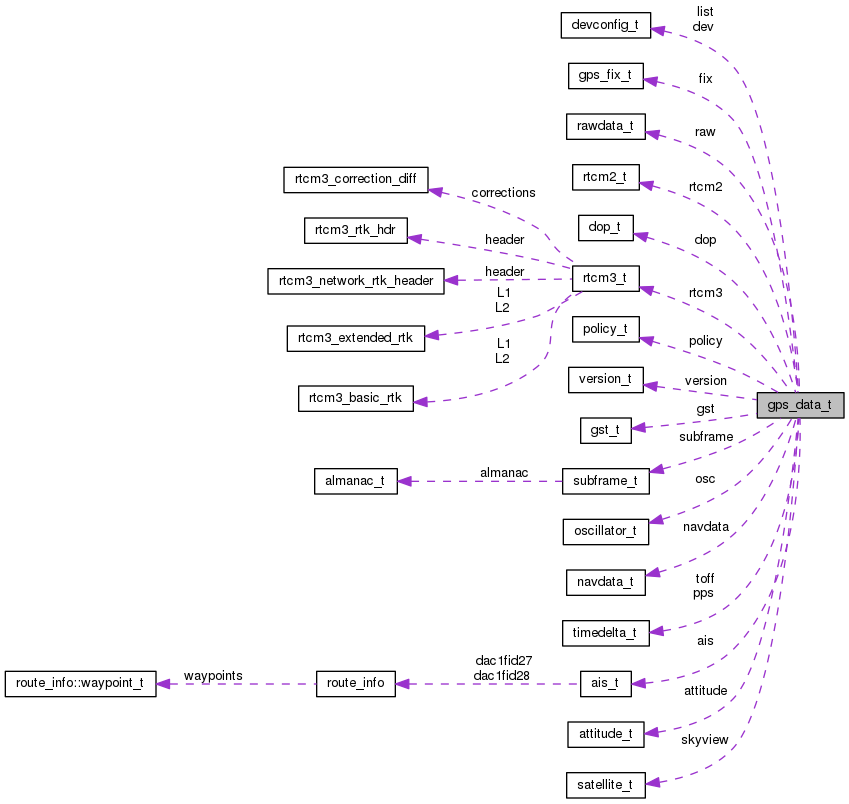 list
dev
devconfig_t
fix
gps_fix_t
raw
rawdata_t
rtcm2
rtcm2_t
rtcm3_correction_diff
corrections
dop
dop_t
rtcm3_rtk_hdr
header
rtcm3_network_rtk_header
header
rtcm3_t
rtcm3
L1
L2
rtcm3_extended_rtk
policy_t
policy
L1
L2
rtcm3_basic_rtk
version_t
version
gps_data_t
gst
gst_t
subframe
almanac_t
almanac
subframe_t
osc
oscillator_t
navdata
navdata_t
toff
pps
timedelta_t
ais
dac1fid27
dac1fid28
route_info::waypoint_t
waypoints
route_info
ais_t
attitude
attitude_t
skyview
satellite_t